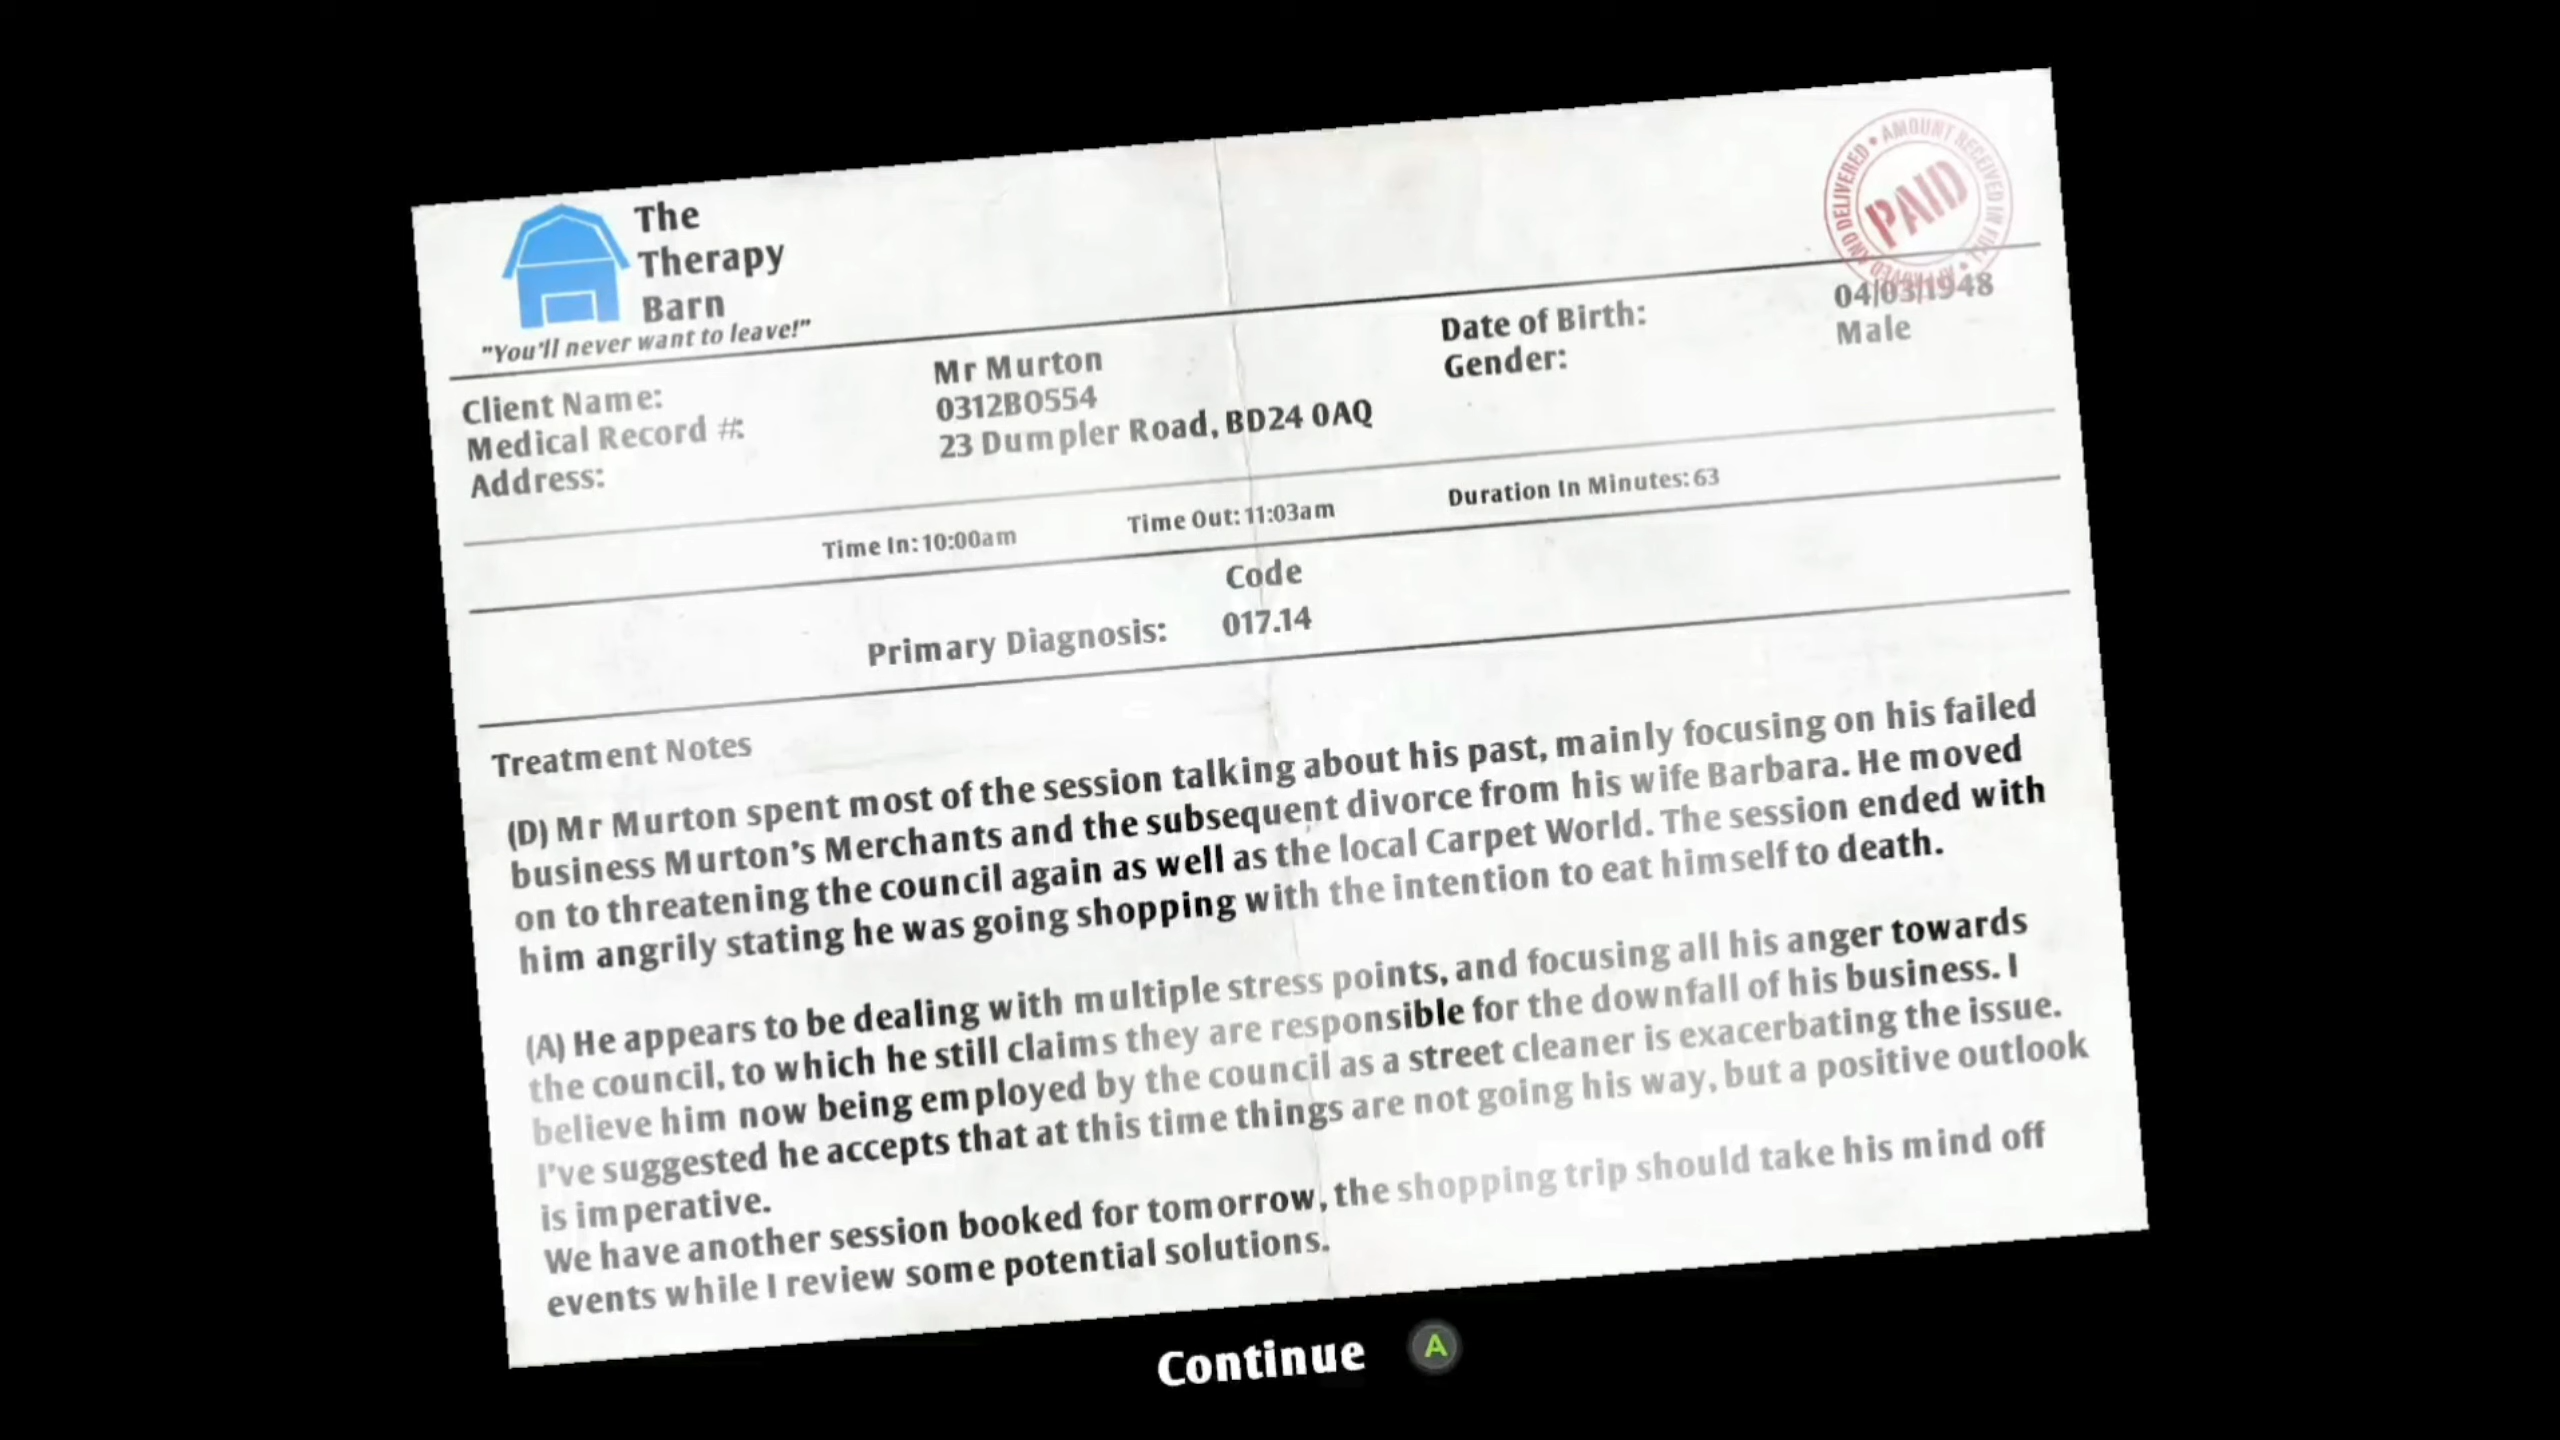 The
Therapy
Barn
"You'll never want to leave!"
AMOUNT RECEIVED IN FULL • APPROVED AND DELIVERED •
PAID
Client Name: Mr Murton
Medical Record #: 0312BO554
Address: 23 Dumpler Road, BD24 0AQ
Date of Birth: 04/03/1948
Gender: Male
Time In: 10:00am Time Out: 11:03am Duration In Minutes: 63
Code
Primary Diagnosis: 017.14
Treatment Notes
(D) Mr Murton spent most of the session talking about his past, mainly focusing on his failed
business Murton's Merchants and the subsequent divorce from his wife Barbara. He moved
on to threatening the council again as well as the local Carpet World. The session ended with
him angrily stating he was going shopping with the intention to eat himself to death.
(A) He appears to be dealing with multiple stress points, and focusing all his anger towards
the council, to which he still claims they are responsible for the downfall of his business. I
believe him now being employed by the council as a street cleaner is exacerbating the issue.
I've suggested he accepts that at this time things are not going his way, but a positive outlook
is imperative.
We have another session booked for tomorrow, the shopping trip should take his mind off
events while I review some potential solutions.
Continue A